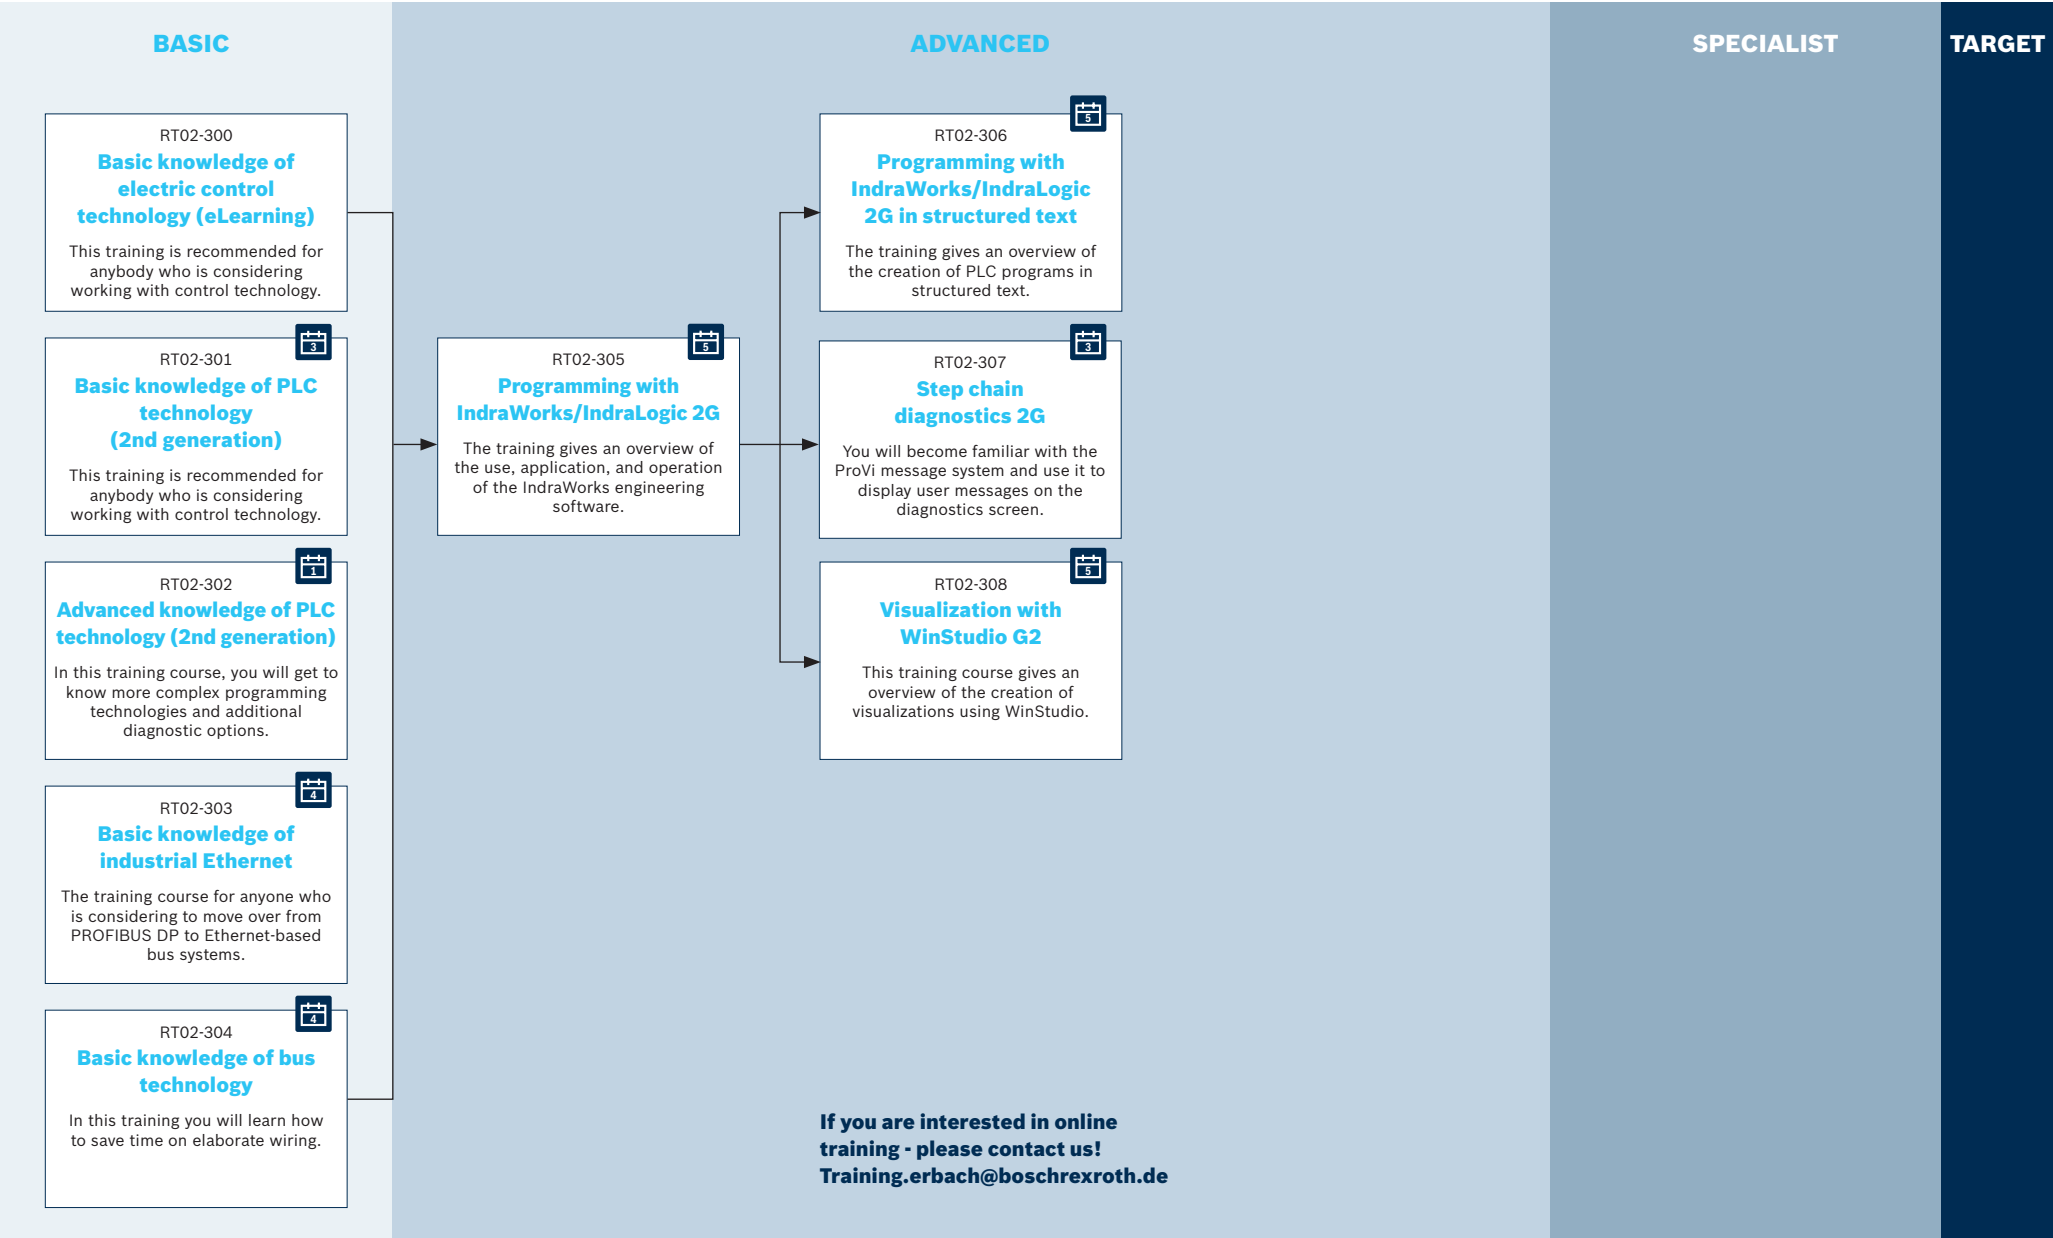 BASIC
ADVANCED
SPECIALIST
TARGET
RT02-300
Basic knowledge of
electric control
technology (eLearning)
This training is recommended for
anybody who is considering
working with control technology.
3
RT02-301
Basic knowledge of PLC
technology
(2nd generation)
This training is recommended for
anybody who is considering
working with control technology.
1
RT02-302
Advanced knowledge of PLC
technology (2nd generation)
In this training course, you will get to
know more complex programming
technologies and additional
diagnostic options.
4
RT02-303
Basic knowledge of
industrial Ethernet
The training course for anyone who
is considering to move over from
PROFIBUS DP to Ethernet-based
bus systems.
4
RT02-304
Basic knowledge of bus
technology
In this training you will learn how
to save time on elaborate wiring.
5
RT02-305
Programming with
IndraWorks/IndraLogic 2G
The training gives an overview of
the use, application, and operation
of the IndraWorks engineering
software.
5
RT02-306
Programming with
IndraWorks/IndraLogic
2G in structured text
The training gives an overview of
the creation of PLC programs in
structured text.
3
RT02-307
Step chain
diagnostics 2G
You will become familiar with the
ProVi message system and use it to
display user messages on the
diagnostics screen.
5
RT02-308
Visualization with
WinStudio G2
This training course gives an
overview of the creation of
visualizations using WinStudio.
If you are interested in online
training - please contact us!
Training.erbach@boschrexroth.de